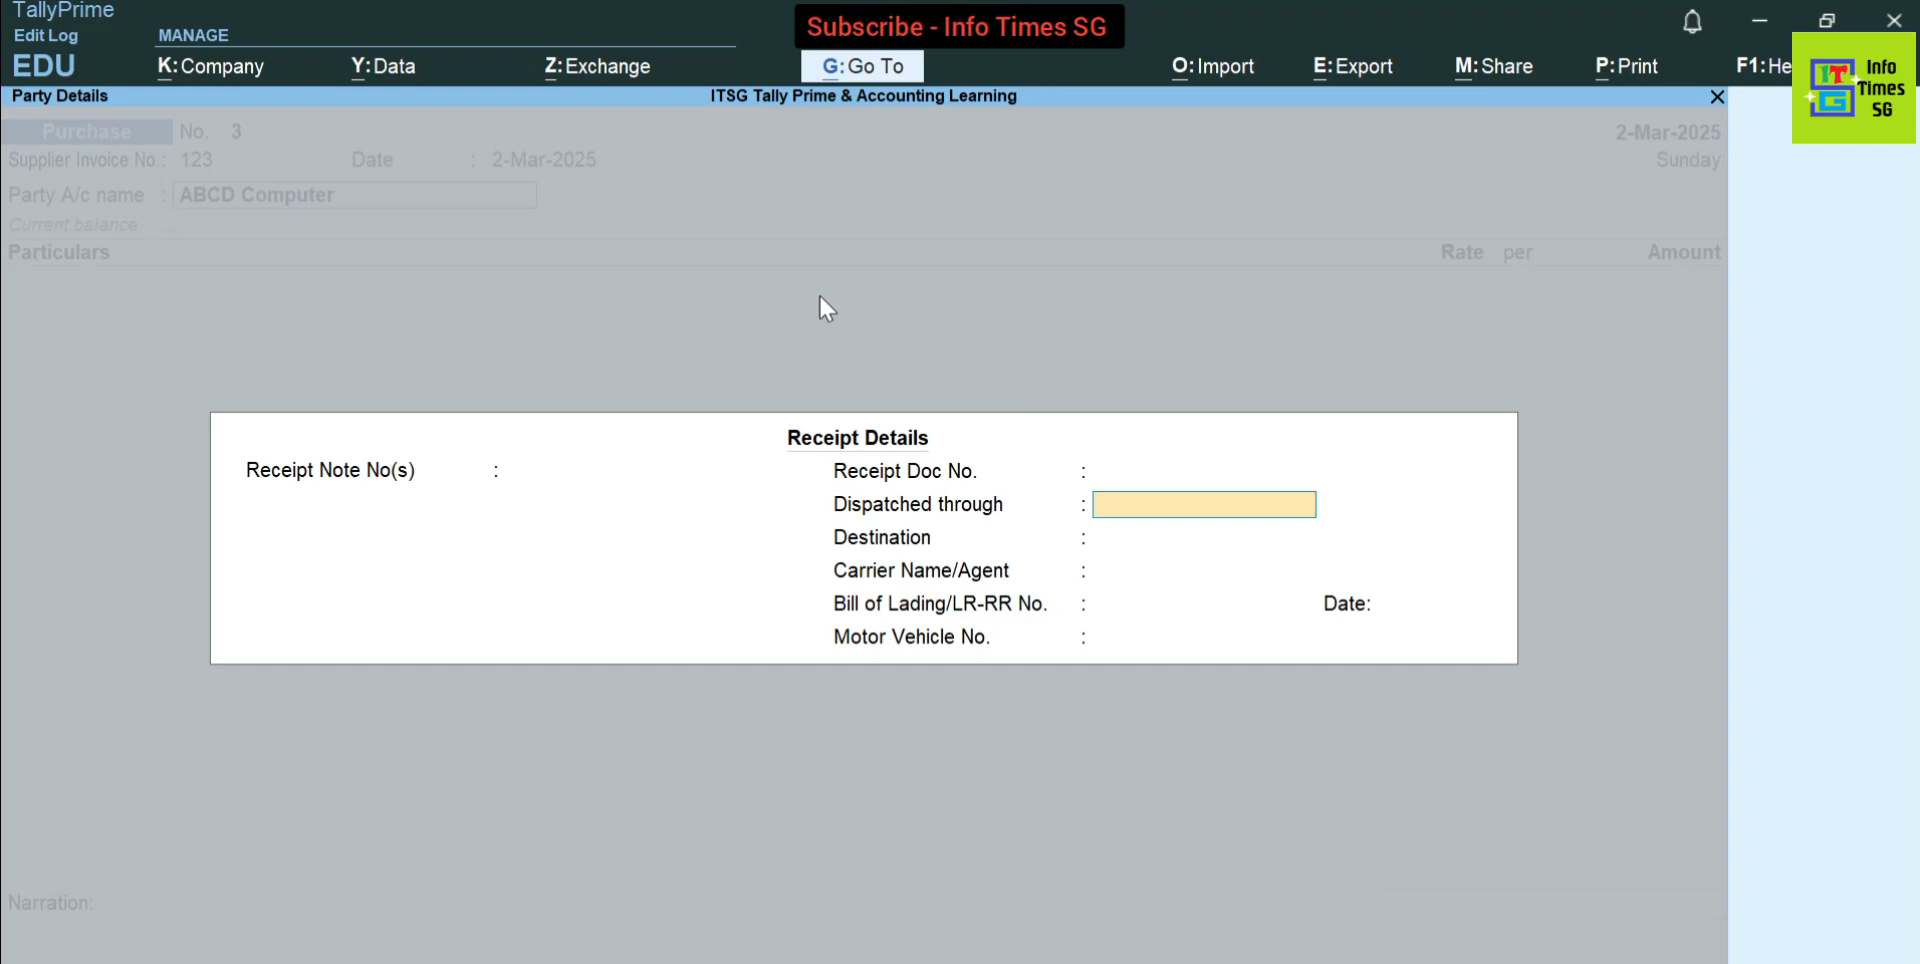 TallyPrime
Edit Log
EDU
MANAGE
K: Company
Y: Data
Z: Exchange
Subscribe - Info Times SG
G: Go To
O: Import
E: Export
M: Share
P: Print
F1: He
ITG
Info
Times
SG
Party Details
ITSG Tally Prime & Accounting Learning
Purchase No. 3
2-Mar-2025
Supplier Invoice No.: 123 Date : 2-Mar-2025
Sunday
Party A/c name : ABCD Computer
Current balance :
Particulars Rate per Amount
Receipt Details
Receipt Note No(s) :
Receipt Doc No. :
Dispatched through :
Destination :
Carrier Name/Agent :
Bill of Lading/LR-RR No. : Date:
Motor Vehicle No. :
Narration: